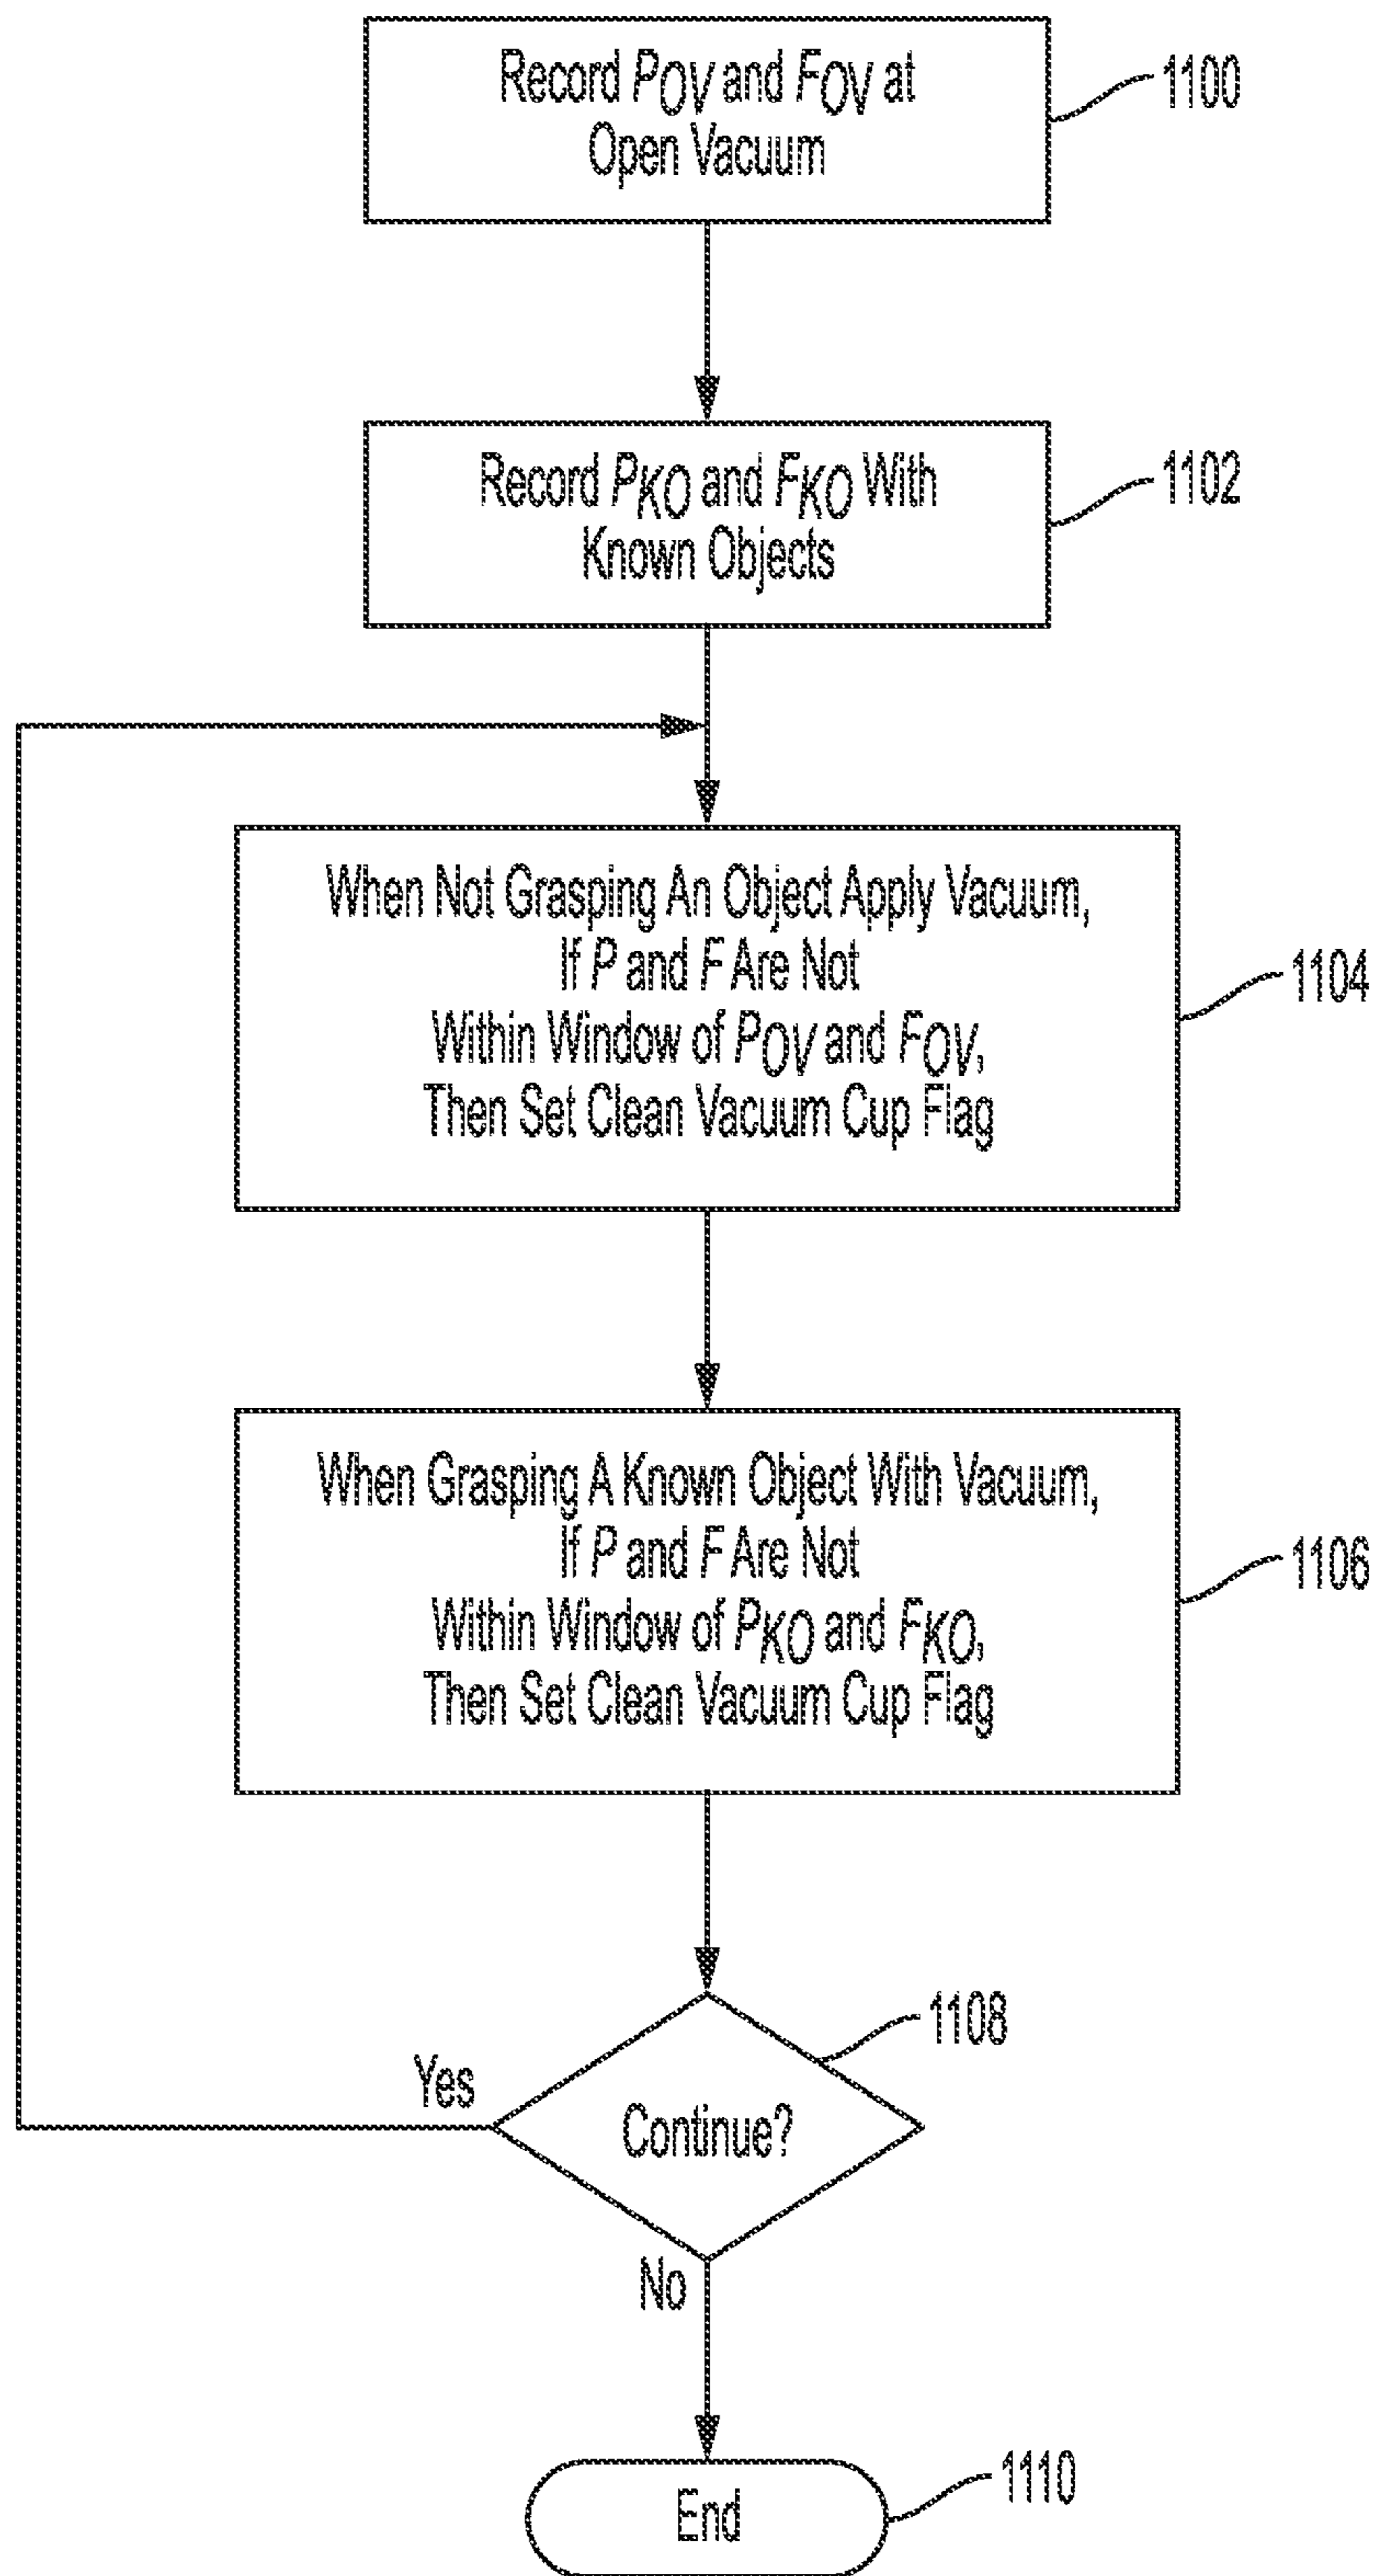 Record POV and FOV at
Open Vacuum
1100
Record PKO and FKO With
Known Objects
1102
When Not Grasping An Object Apply Vacuum,
If P and F Are Not
Within Window of POV and FOV,
Then Set Clean Vacuum Cup Flag
1104
When Grasping A Known Object With Vacuum,
If P and F Are Not
Within Window of PKO and FKO,
Then Set Clean Vacuum Cup Flag
1106
1108
Yes
Continue?
No
End
1110